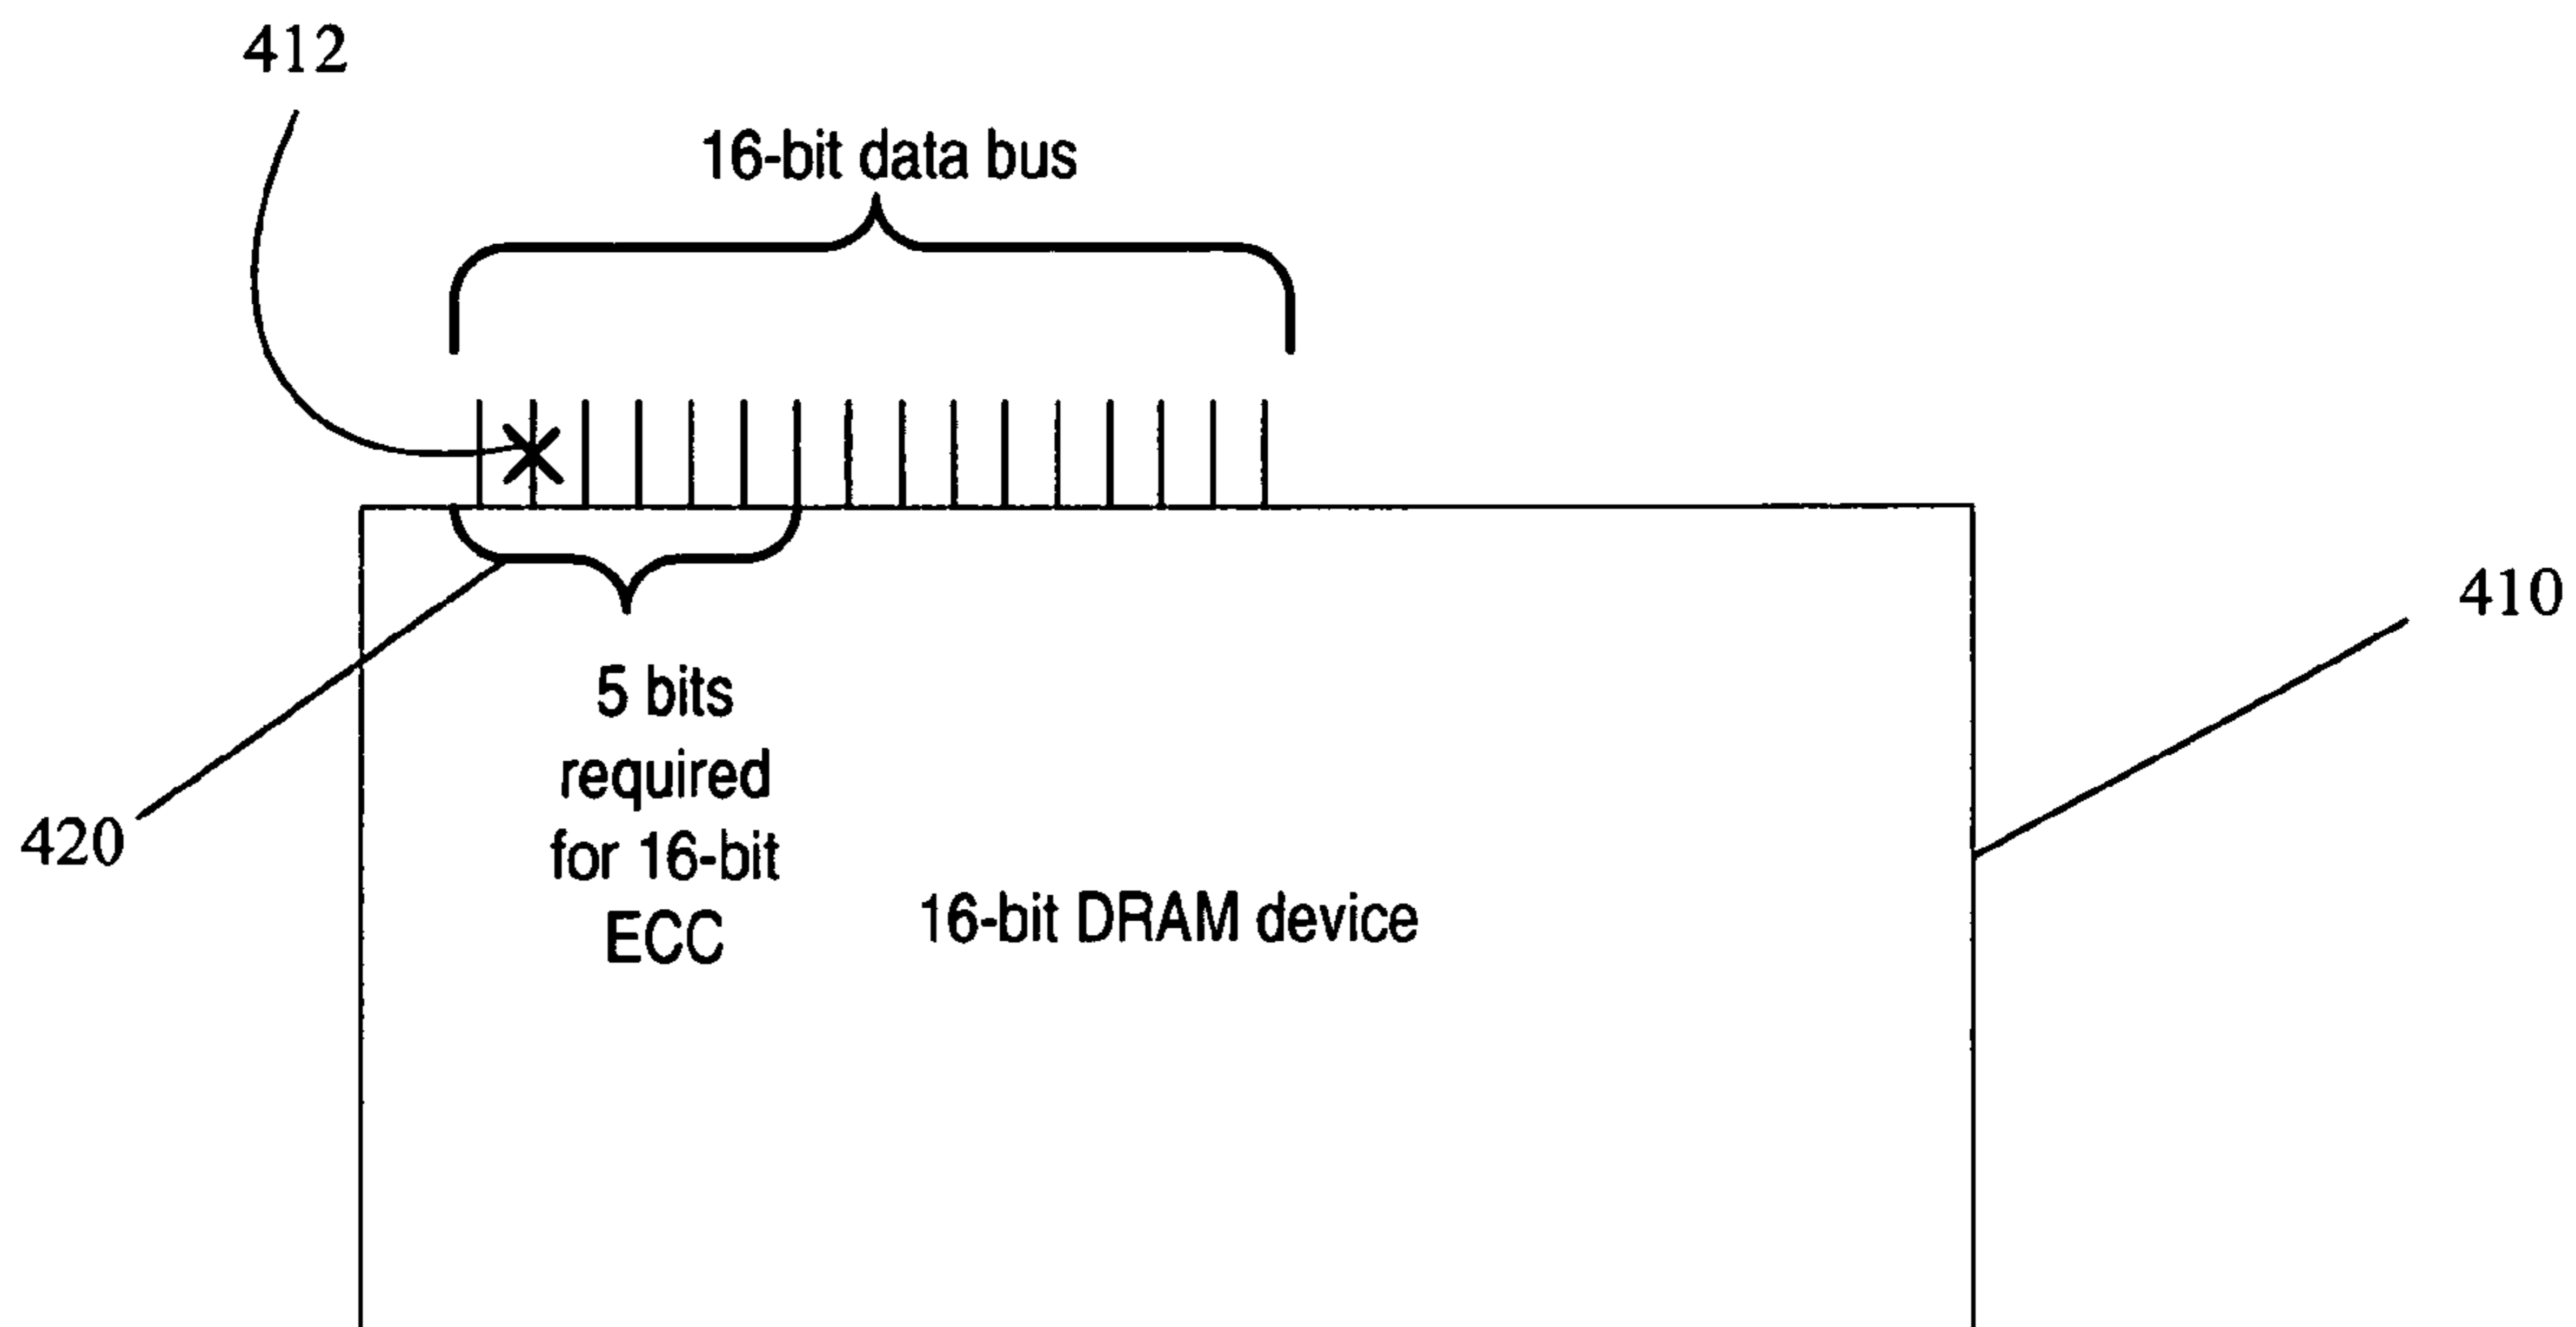 412
16-bit data bus
410
5 bits
required
for 16-bit
ECC
420
16-bit DRAM device